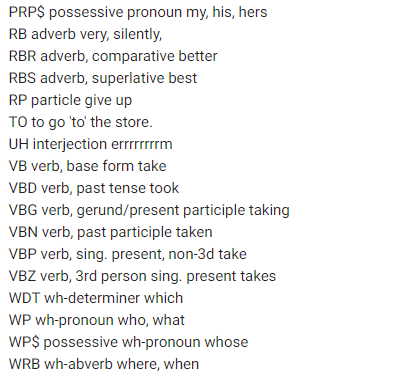 PRP$ possessive pronoun my, his, hers
RB adverb very, silently,
RBR adverb, comparative better
RBS adverb, superlative best
RP particle give up
TO to go 'to' the store.
UH interjection errrrrrrrm
VB verb, base form take
VBD verb, past tense took
VBG verb, gerund/present participle taking
VBN verb, past participle taken
VBP verb, sing. present, non-3d take
VBZ verb, 3rd person sing. present takes
WDT wh-determiner which
WP wh-pronoun who, what
WP$ possessive wh-pronoun whose
WRB wh-abverb where, when